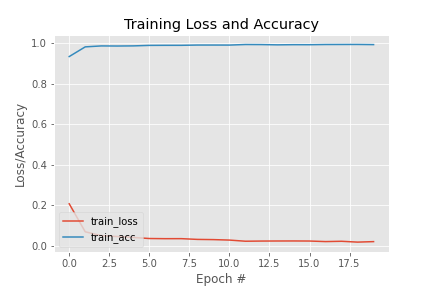 Training Loss and Accuracy
1.0
0.8
0.6
0.4
0.2
0.0
Loss/Accuracy
train_loss
train_acc
0.0 2.5 5.0 7.5 10.0 12.5 15.0 17.5
Epoch #